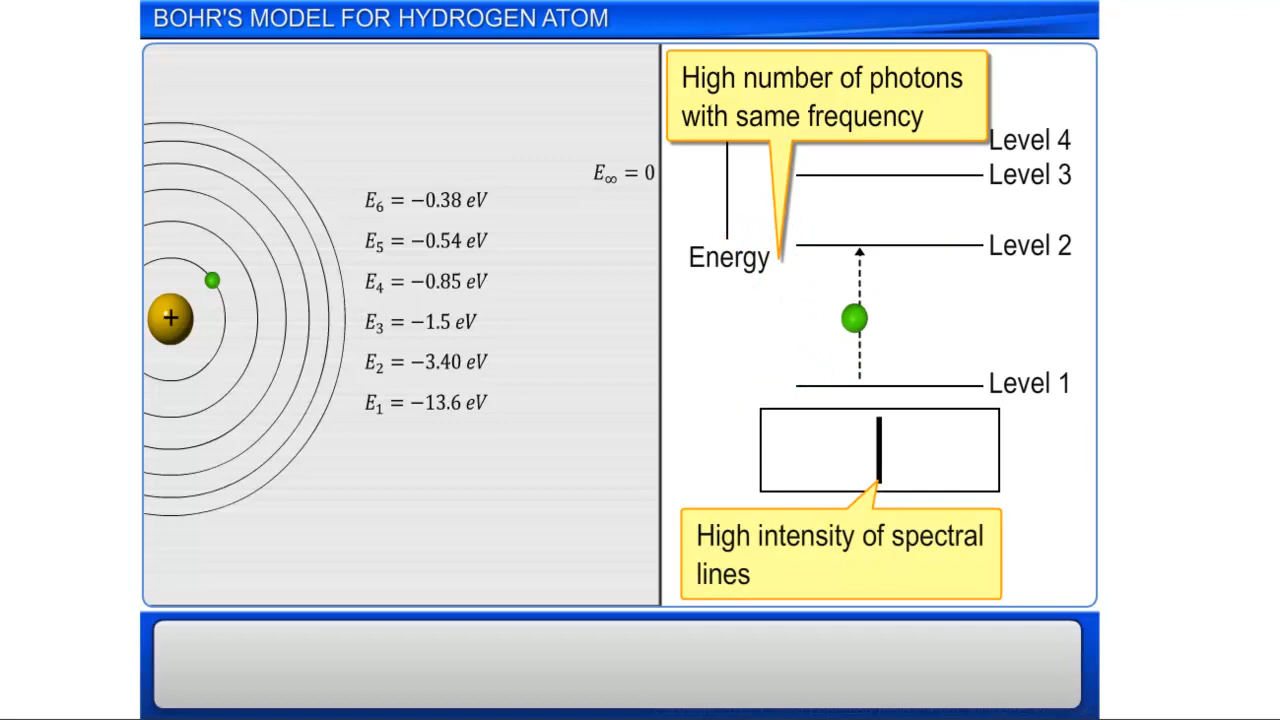 BOHR'S MODEL FOR HYDROGEN ATOM
+
E∞ = 0
E₆ = −0.38 eV
E₅ = −0.54 eV
E₄ = −0.85 eV
E₃ = −1.5 eV
E₂ = −3.40 eV
E₁ = −13.6 eV
High number of photons
with same frequency
Level 4
Level 3
Level 2
Energy
Level 1
High intensity of spectral
lines